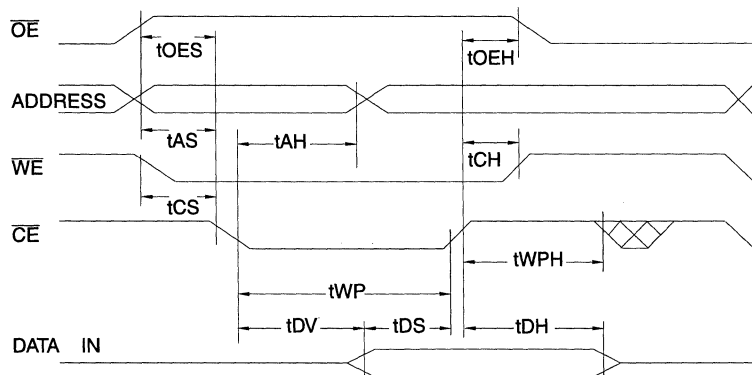 OE
tOES
tOEH
ADDRESS
tAS
tAH
tCH
WE
tCS
CE
tWPH
tWP
tDV
tDS
tDH
DATA IN